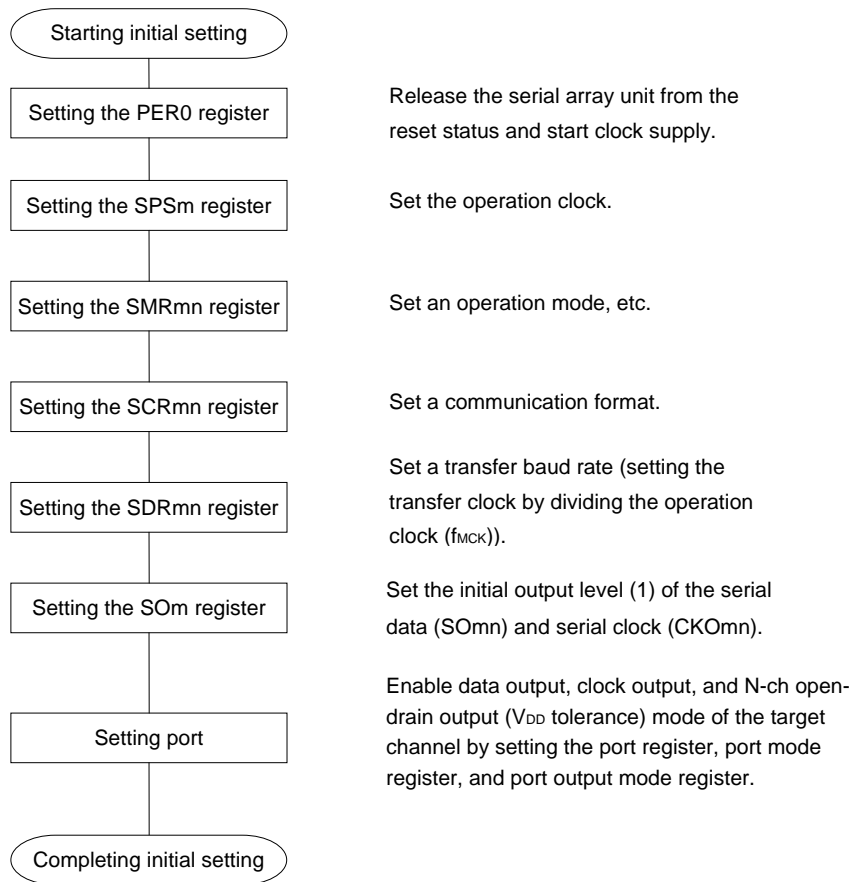 Starting initial setting
Setting the PER0 register
Release the serial array unit from the
reset status and start clock supply.
Setting the SPSm register
Set the operation clock.
Setting the SMRmn register
Set an operation mode, etc.
Setting the SCRmn register
Set a communication format.
Setting the SDRmn register
Set a transfer baud rate (setting the
transfer clock by dividing the operation
clock (fMCK)).
Setting the SOm register
Set the initial output level (1) of the serial
data (SOmn) and serial clock (CKOmn).
Setting port
Enable data output, clock output, and N-ch open-
drain output (VDD tolerance) mode of the target
channel by setting the port register, port mode
register, and port output mode register.
Completing initial setting